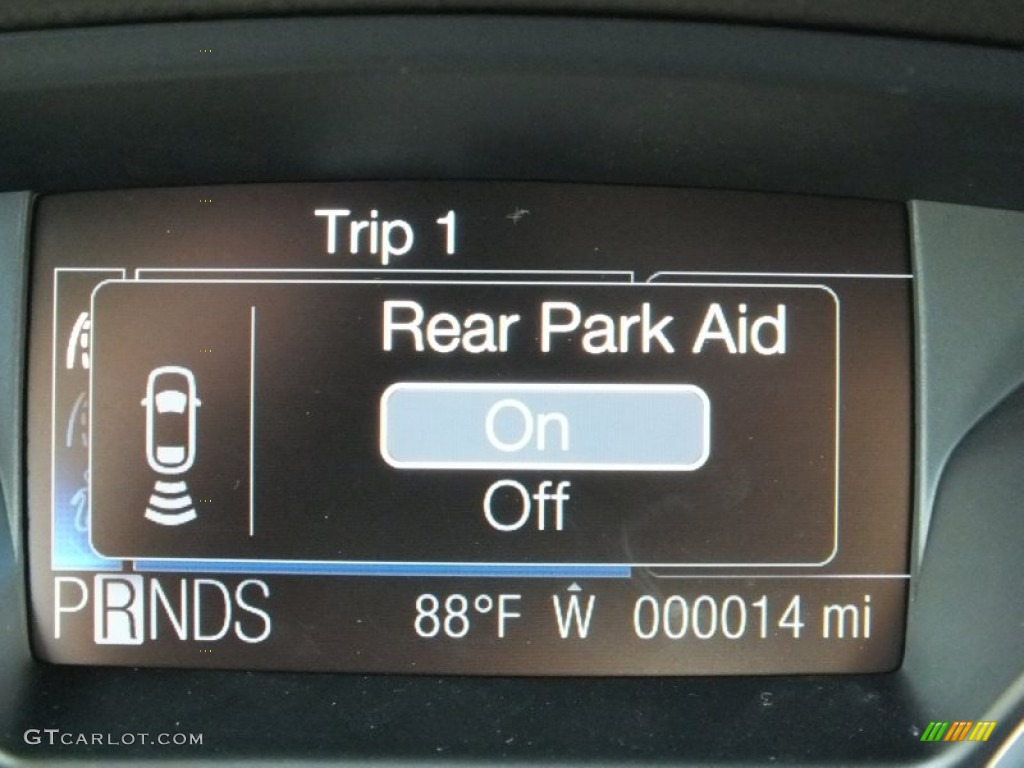 Trip 1
Rear Park Aid
On
Off
PRNDS 88°F W 000014 mi
GTCARLOT.COM